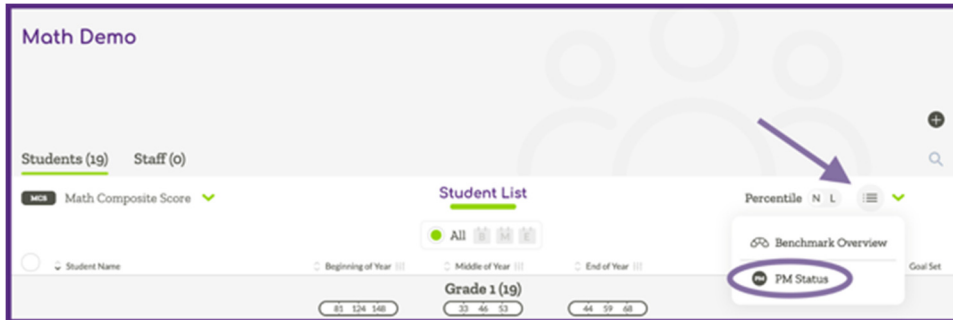 Math Demo
Students (19) Staff (0)
MCS Math Composite Score Student List Percentile N L
All B M E
Benchmark Overview
Student Name Beginning of Year Middle of Year End of Year Goal Set
PM PM Status
Grade 1 (19)
81 124 148 33 46 53 44 59 68